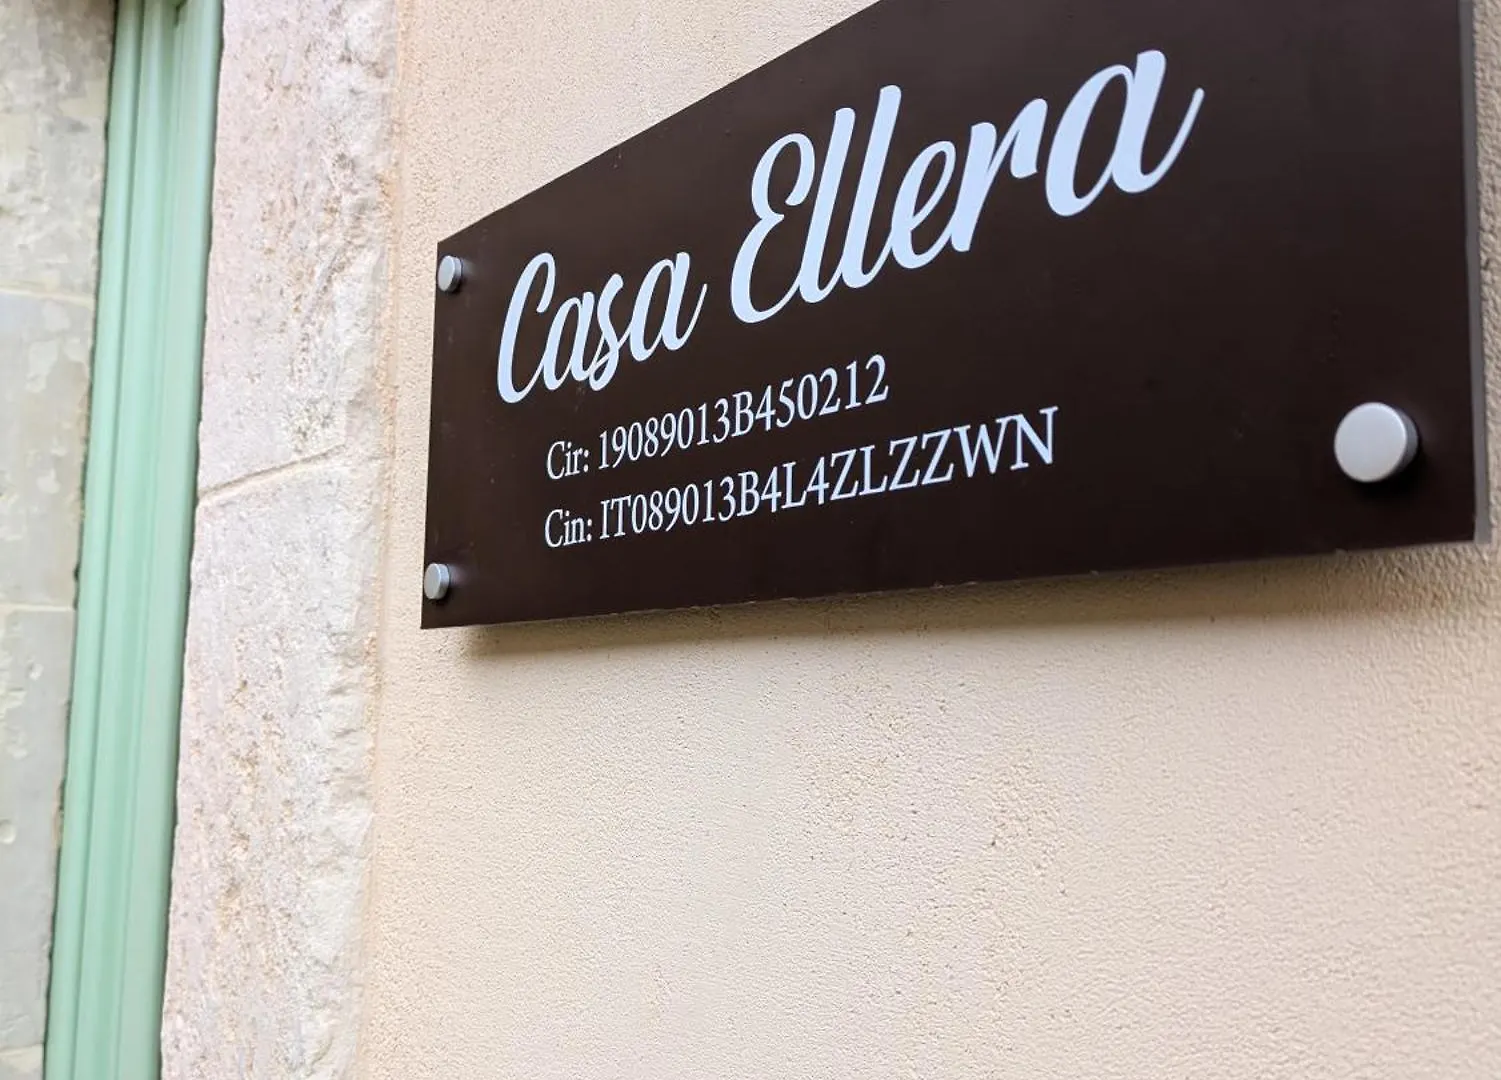 Casa Ellera
Cir: 19089013B450212
Cin: IT089013B4L4ZLZZWN